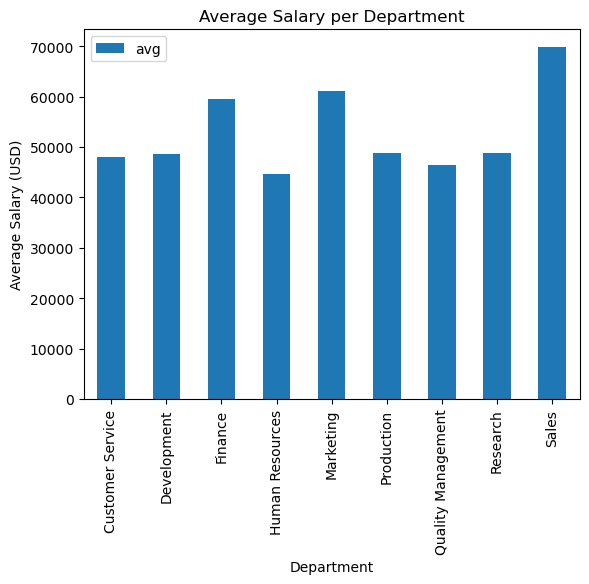 Average Salary per Department
avg
Average Salary (USD)
70000
60000
50000
40000
30000
20000
10000
0
Customer Service
Development
Finance
Human Resources
Marketing
Production
Quality Management
Research
Sales
Department